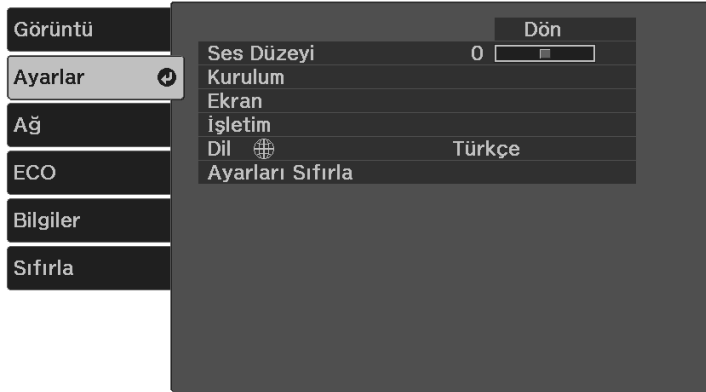 Görüntü
Ayarlar
Ağ
ECO
Bilgiler
Sıfırla
Dön
Ses Düzeyi 0
Kurulum
Ekran
İşletim
Dil Türkçe
Ayarları Sıfırla